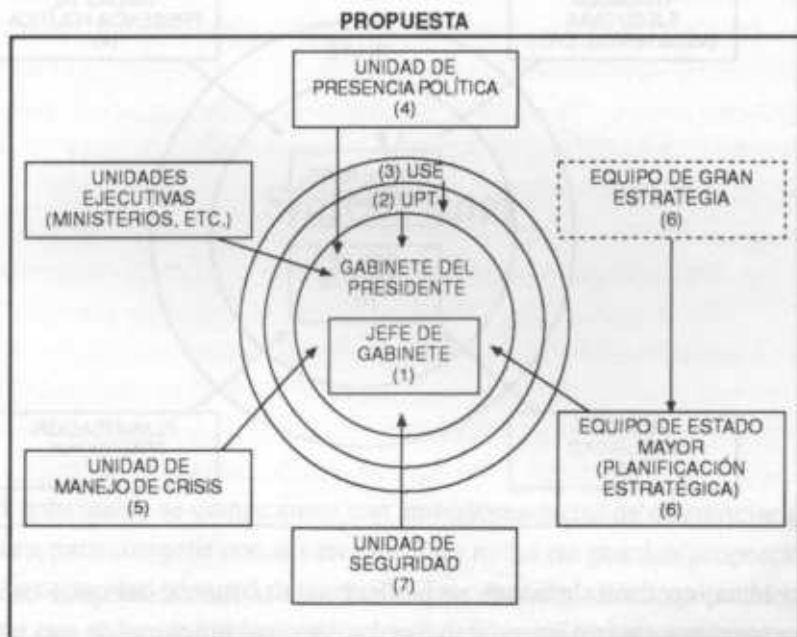 PROPUESTA
UNIDAD DE
PRESENCIA POLÍTICA
(4)
UNIDADES
EJECUTIVAS
(MINISTERIOS, ETC.)
(3) USE
(2) UPT
EQUIPO DE GRAN
ESTRATEGIA
(6)
GABINETE DEL
PRESIDENTE
JEFE DE
GABINETE
(1)
UNIDAD DE
MANEJO DE CRISIS
(5)
EQUIPO DE ESTADO
MAYOR
(PLANIFICACIÓN
ESTRATÉGICA)
(6)
UNIDAD DE
SEGURIDAD
(7)